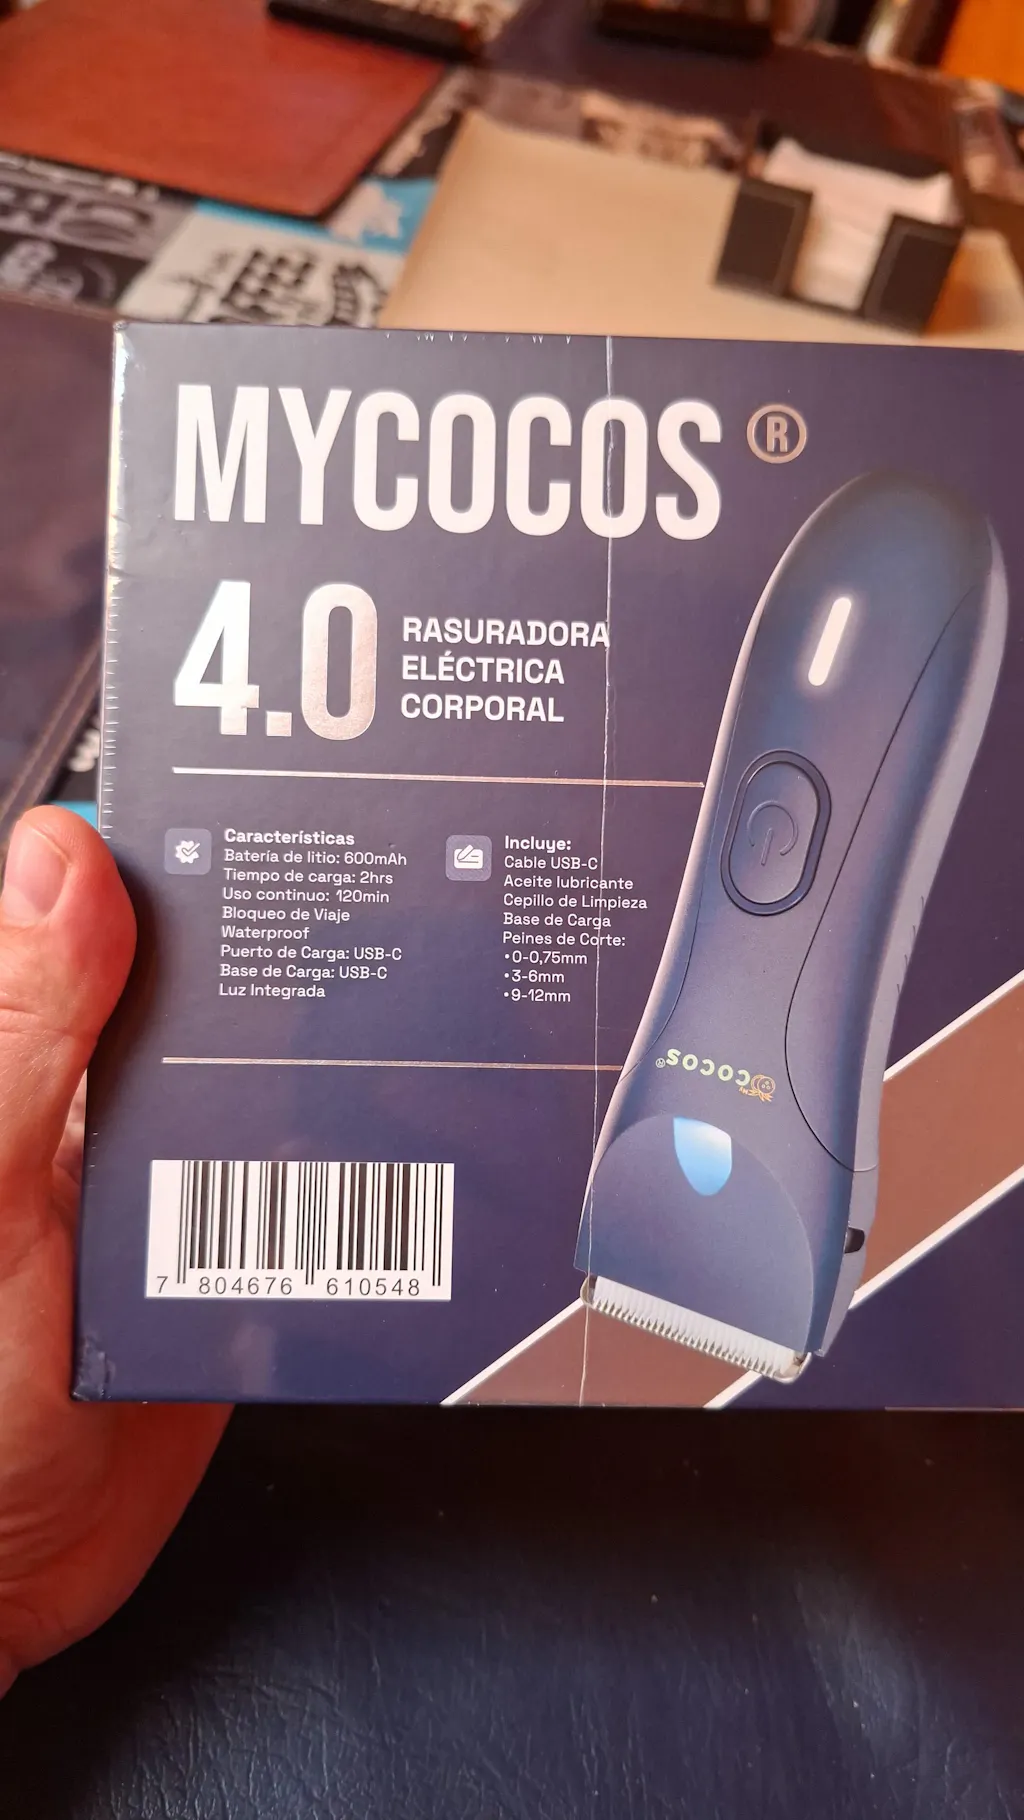 MYCOCOS ®
4.0
RASURADORA
ELÉCTRICA
CORPORAL
Características
Batería de litio: 600mAh
Tiempo de carga: 2hrs
Uso continuo: 120min
Bloqueo de Viaje
Waterproof
Puerto de Carga: USB-C
Base de Carga: USB-C
Luz Integrada
Incluye:
Cable USB-C
Aceite lubricante
Cepillo de Limpieza
Base de Carga
Peines de Corte:
•0-0,75mm
•3-6mm
•9-12mm
MY COCOS®
7 804676 610548